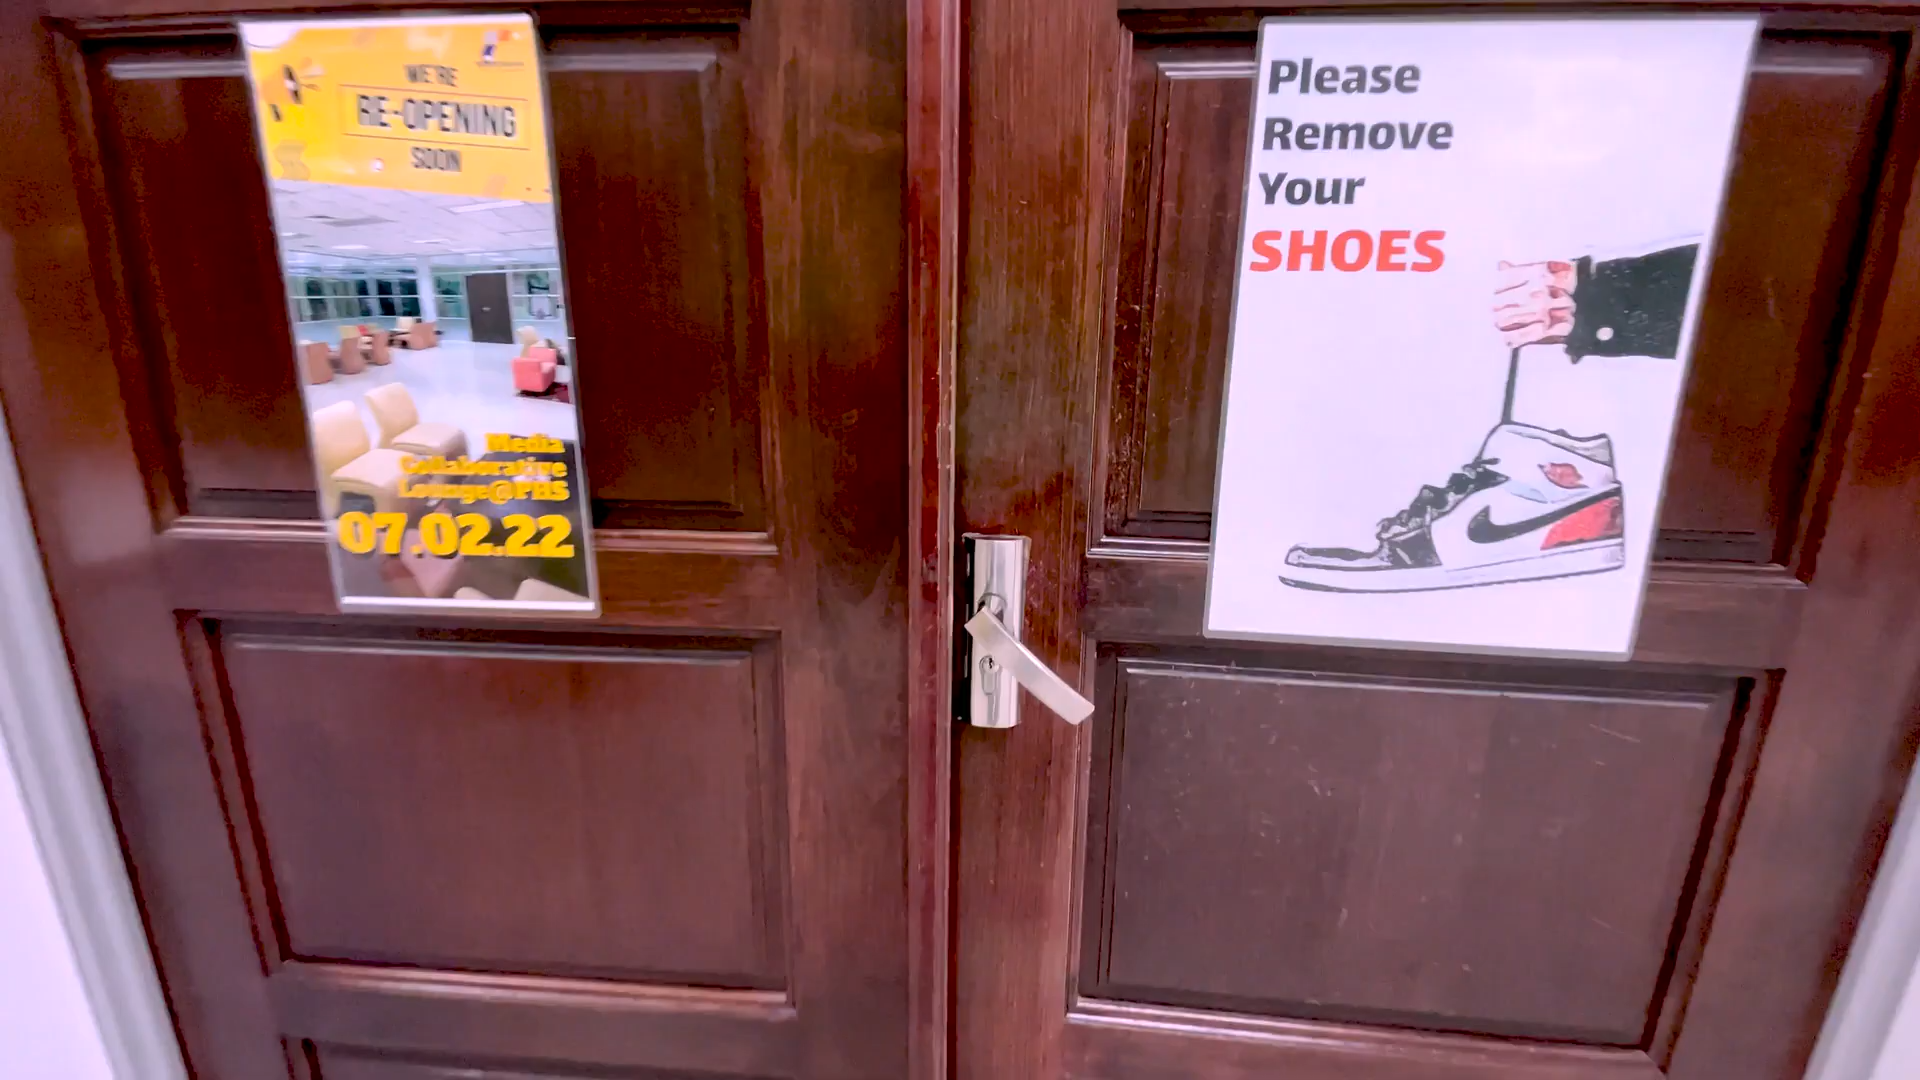 WE'RE
RE-OPENING
SOON
Media
Collaborative
Lounge@PHS
07.02.22
Please
Remove
Your
SHOES